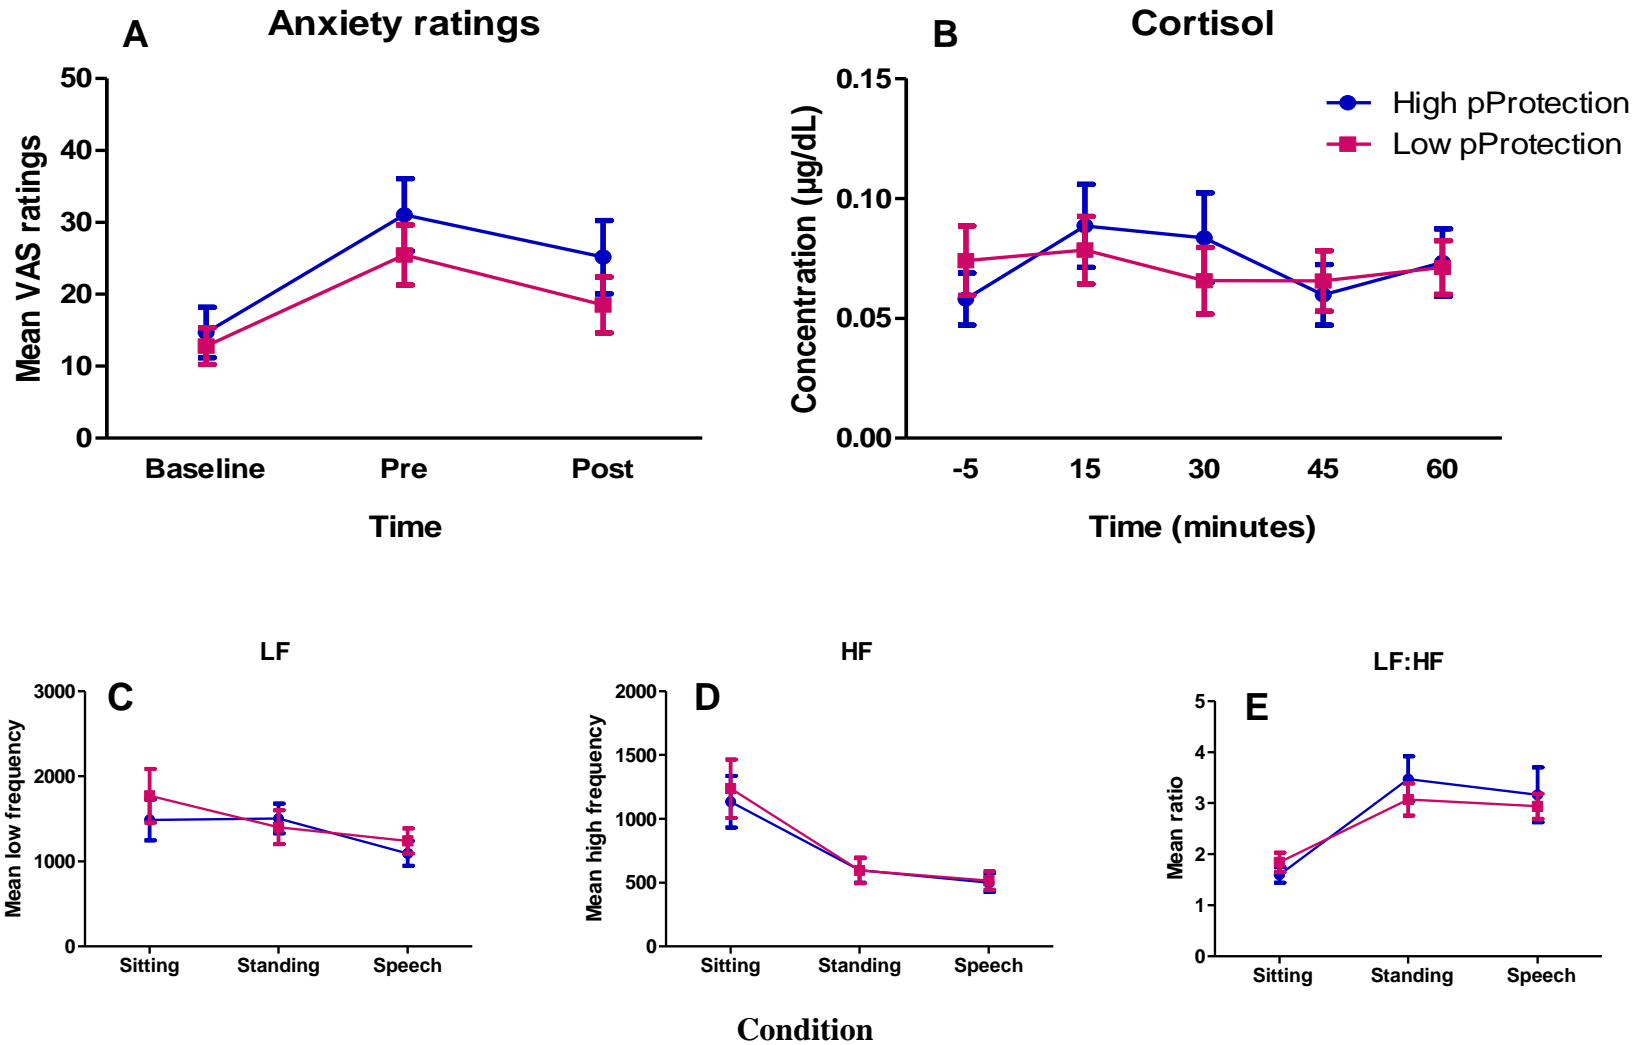 A
Anxiety ratings
50
40
30
20
10
0
Mean VAS ratings
Baseline Pre Post
Time
B
Cortisol
0.15
0.10
0.05
0.00
Concentration (µg/dL)
High pProtection
Low pProtection
-5 15 30 45 60
Time (minutes)
LF
C
3000
2000
1000
0
Mean low frequency
Sitting Standing Speech
HF
D
2000
1500
1000
500
0
Mean high frequency
Sitting Standing Speech
LF:HF
E
5
4
3
2
1
0
Mean ratio
Sitting Standing Speech
Condition